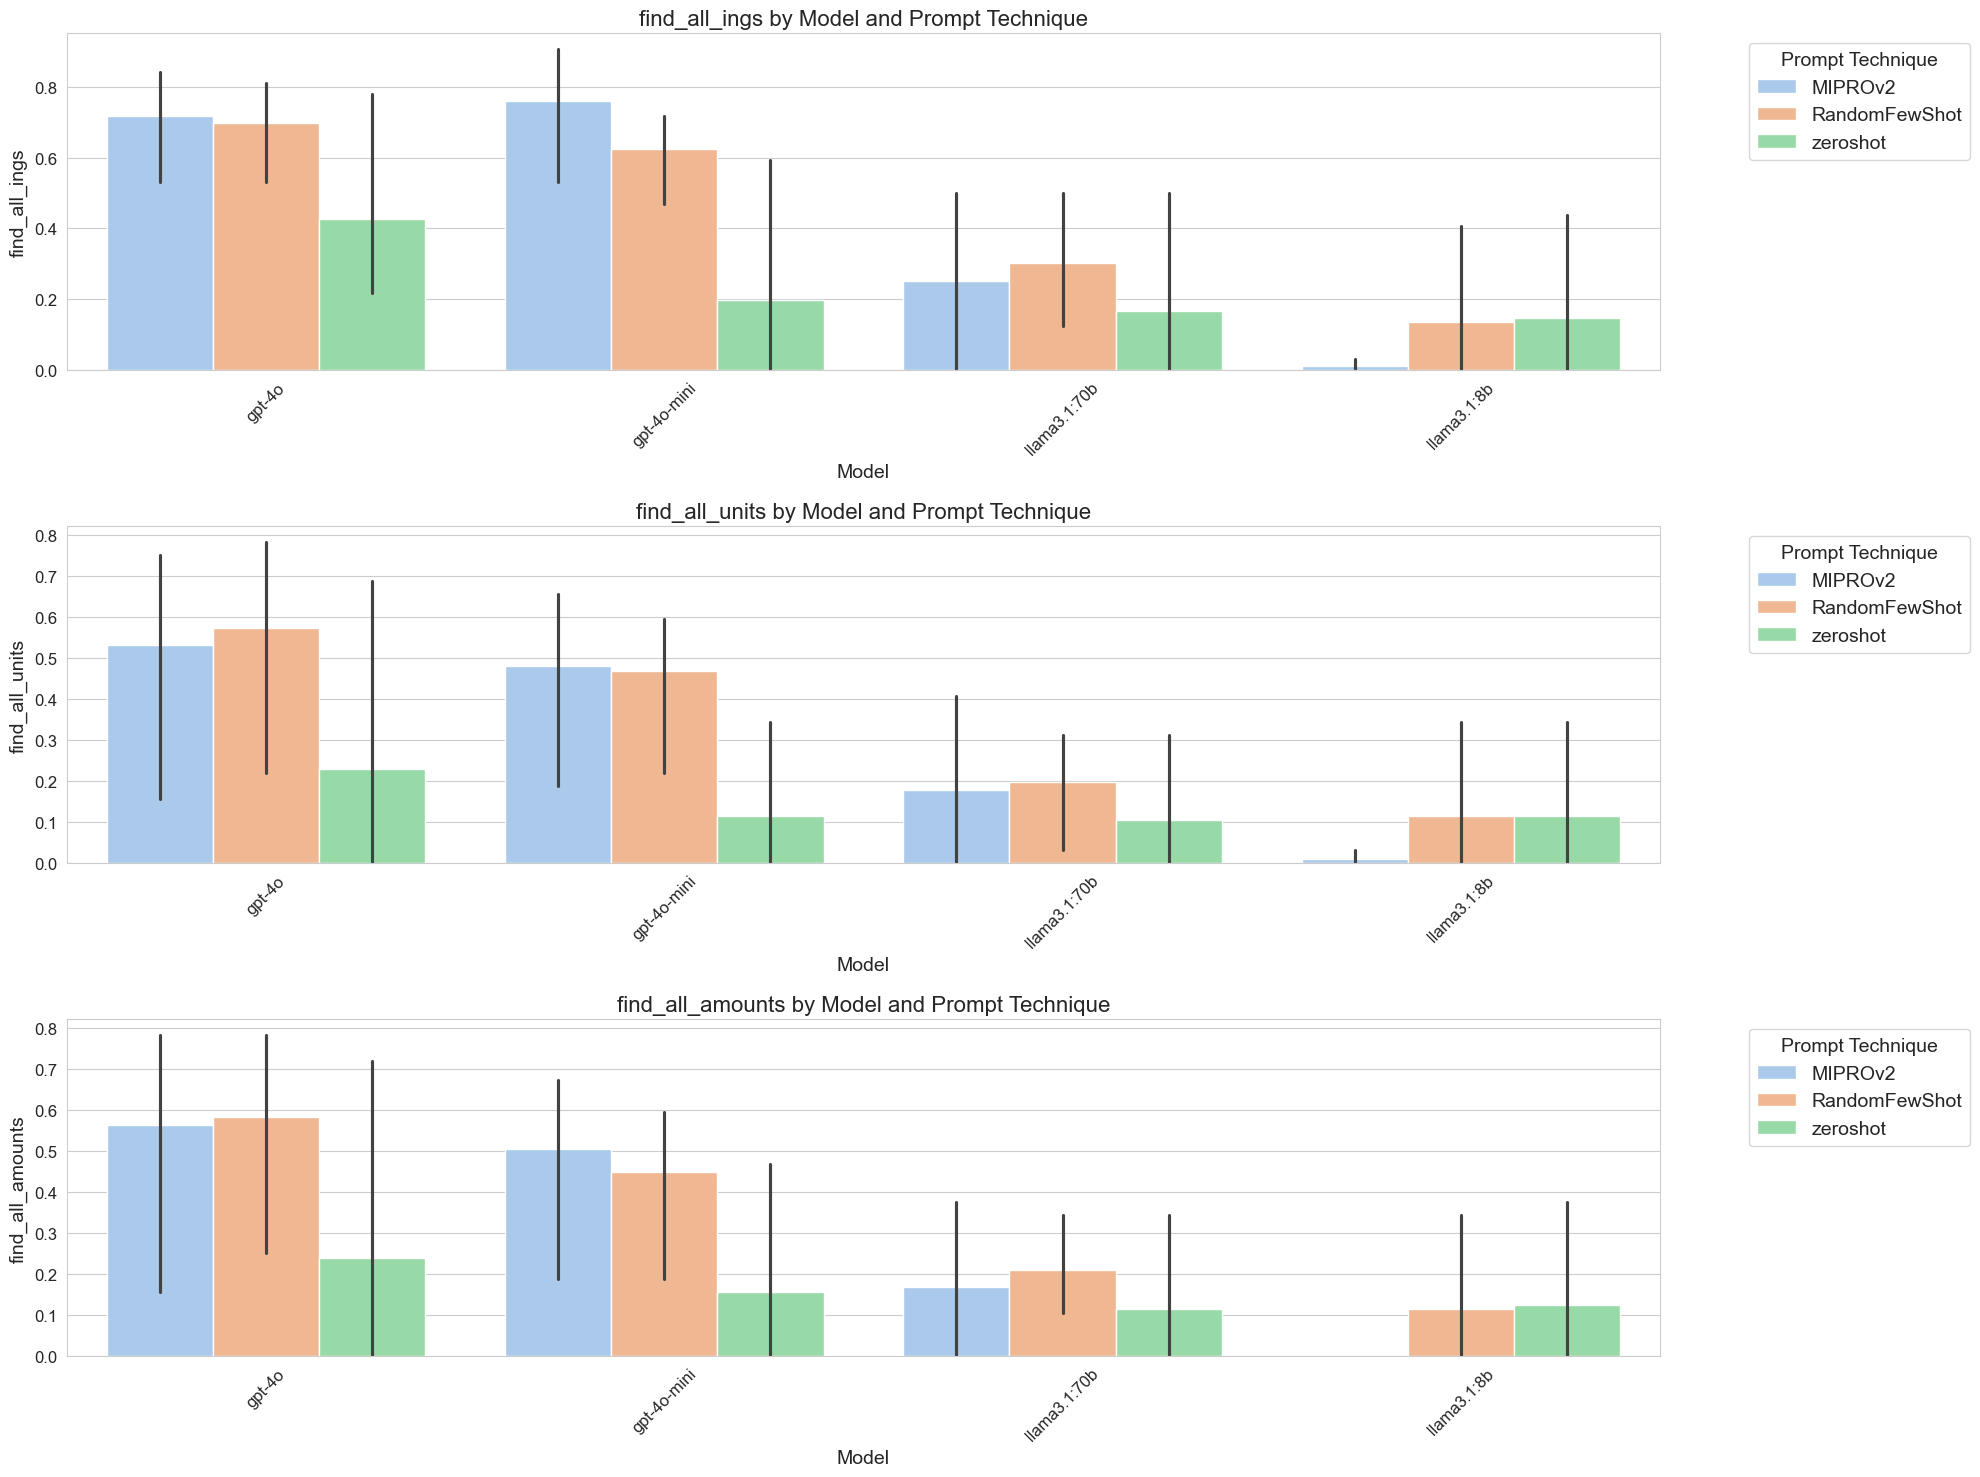 find_all_ings by Model and Prompt Technique
find_all_ings
0.8
0.6
0.4
0.2
0.0
gpt-4o
gpt-4o-mini
llama3.1:70b
llama3.1:8b
Model
Prompt Technique
MIPROv2
RandomFewShot
zeroshot
find_all_units by Model and Prompt Technique
find_all_units
0.8
0.7
0.6
0.5
0.4
0.3
0.2
0.1
0.0
gpt-4o
gpt-4o-mini
llama3.1:70b
llama3.1:8b
Model
Prompt Technique
MIPROv2
RandomFewShot
zeroshot
find_all_amounts by Model and Prompt Technique
find_all_amounts
0.8
0.7
0.6
0.5
0.4
0.3
0.2
0.1
0.0
gpt-4o
gpt-4o-mini
llama3.1:70b
llama3.1:8b
Model
Prompt Technique
MIPROv2
RandomFewShot
zeroshot